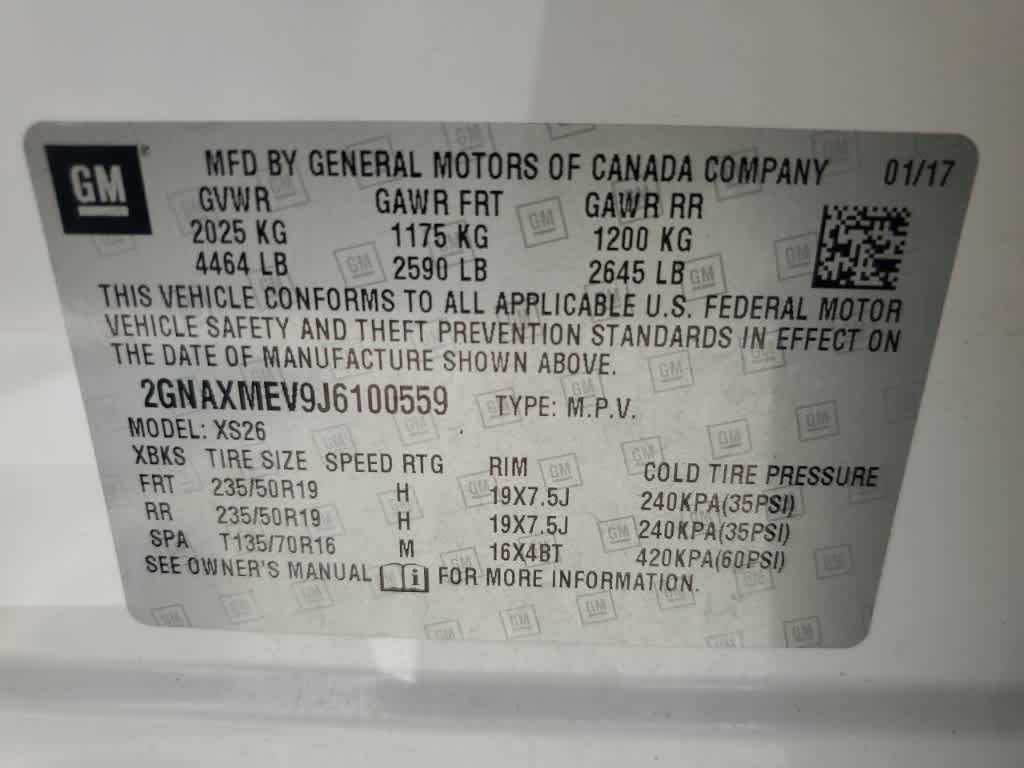 GM
MFD BY GENERAL MOTORS OF CANADA COMPANY 01/17
GVWR GAWR FRT GAWR RR
2025 KG 1175 KG 1200 KG
4464 LB 2590 LB 2645 LB
THIS VEHICLE CONFORMS TO ALL APPLICABLE U.S. FEDERAL MOTOR
VEHICLE SAFETY AND THEFT PREVENTION STANDARDS IN EFFECT ON
THE DATE OF MANUFACTURE SHOWN ABOVE.
2GNAXMEV9J6100559 TYPE: M.P.V.
MODEL: XS26
XBKS TIRE SIZE SPEED RTG RIM COLD TIRE PRESSURE
FRT 235/50R19 H 19X7.5J 240KPA(35PSI)
RR 235/50R19 H 19X7.5J 240KPA(35PSI)
SPA T135/70R16 M 16X4BT 420KPA(60PSI)
SEE OWNER'S MANUAL i FOR MORE INFORMATION.